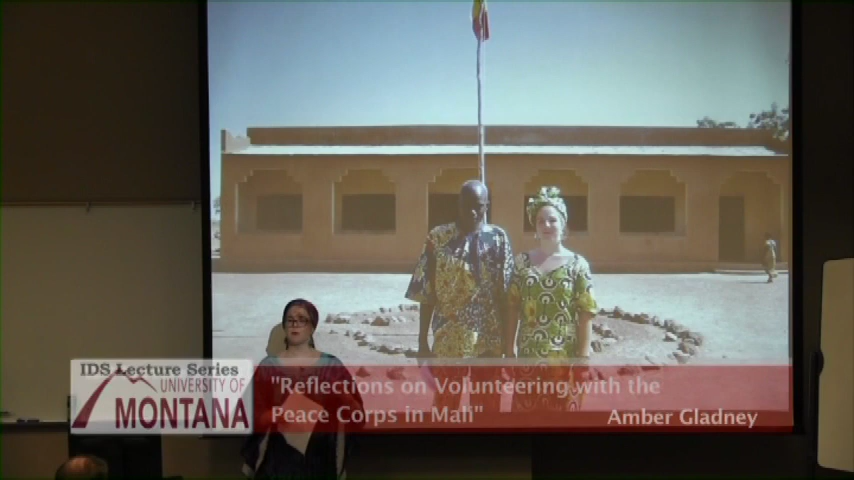 IDS Lecture Series
UNIVERSITY OF
MONTANA
"Reflections on Volunteering with the
Peace Corps in Mali"
Amber Gladney